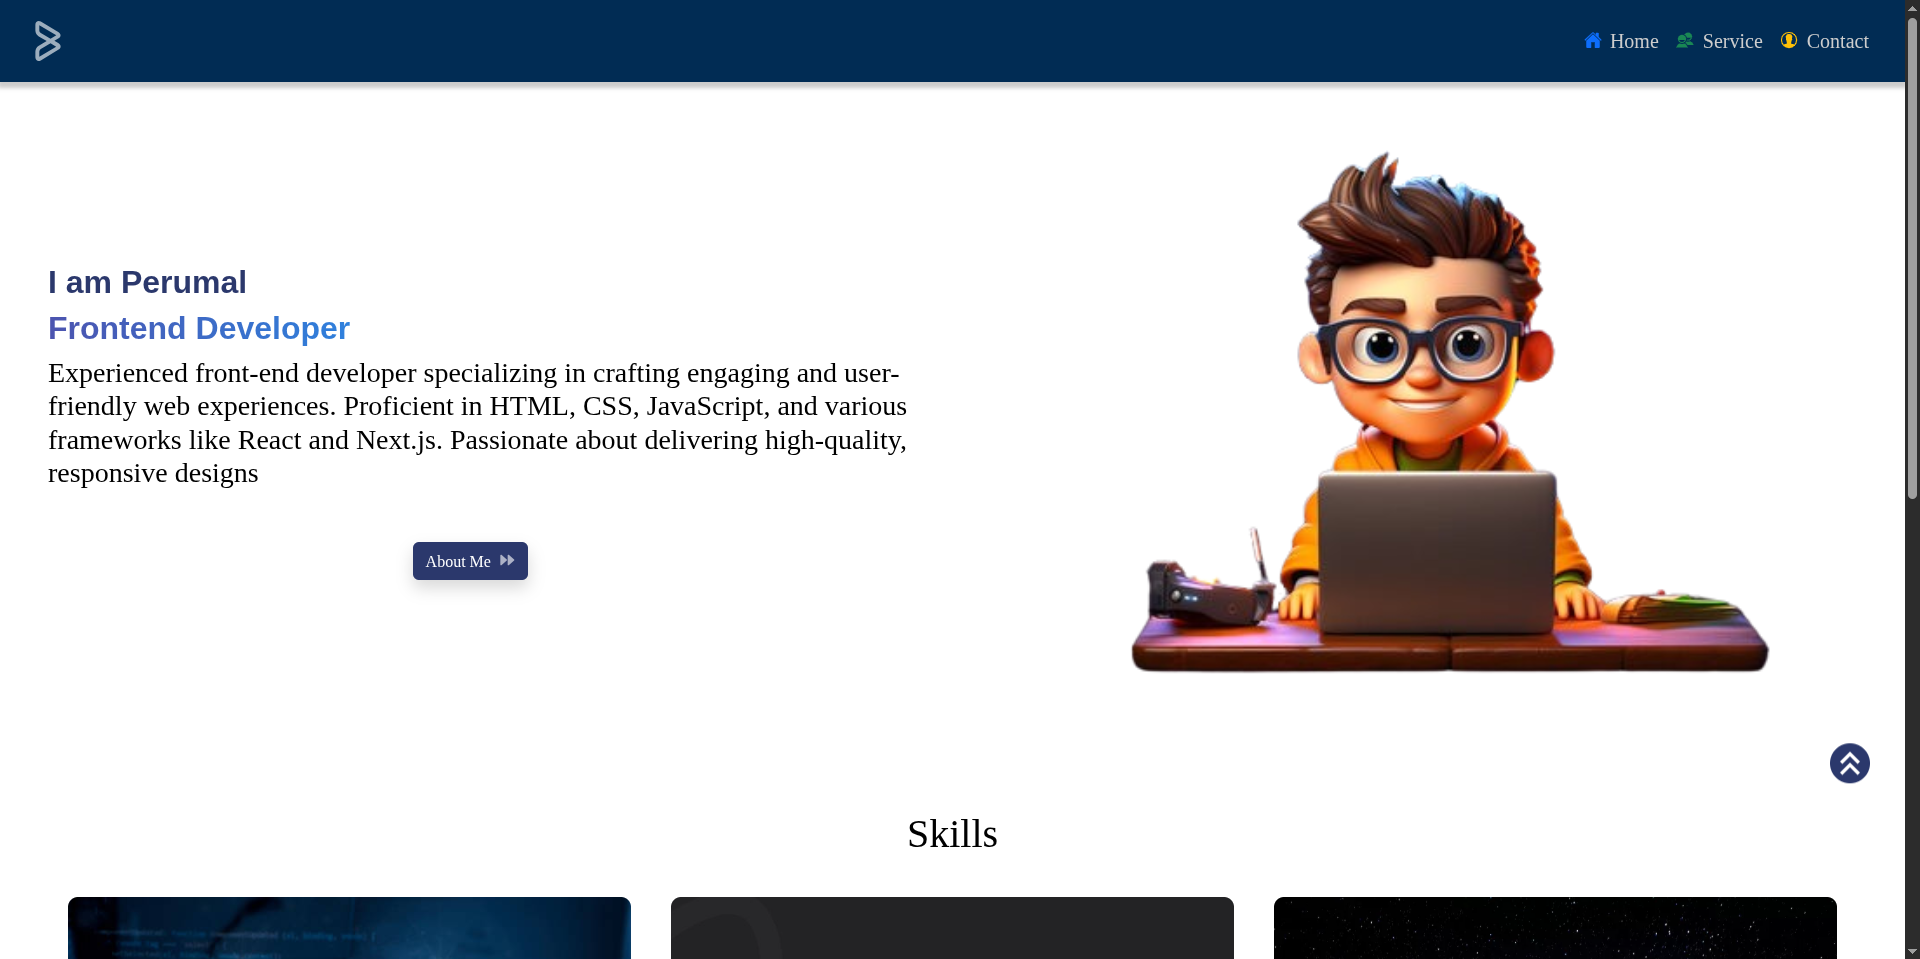 Home
Service
Contact
I am Perumal
Frontend Developer
Experienced front-end developer specializing in crafting engaging and user-
friendly web experiences. Proficient in HTML, CSS, JavaScript, and various
frameworks like React and Next.js. Passionate about delivering high-quality,
responsive designs
About Me
Skills